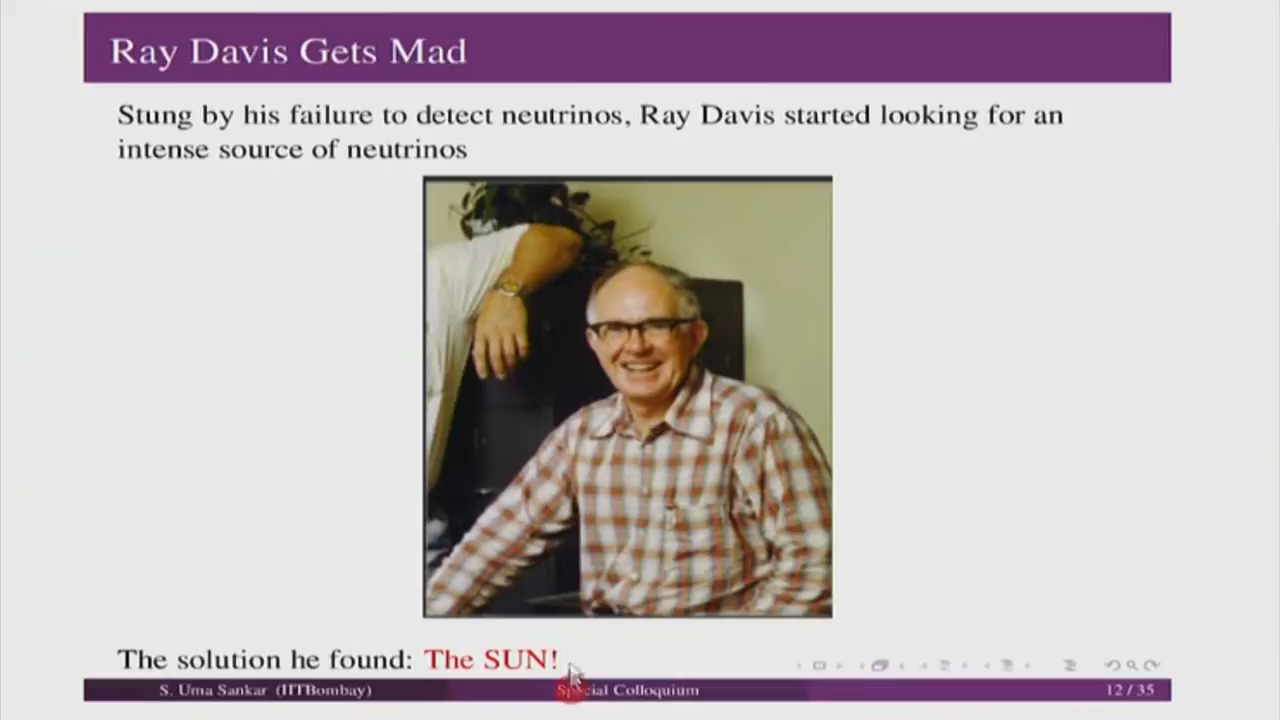 Ray Davis Gets Mad
Stung by his failure to detect neutrinos, Ray Davis started looking for an
intense source of neutrinos
The solution he found: The SUN!
S. Uma Sankar (IITBombay)
Special Colloquium
12 / 35